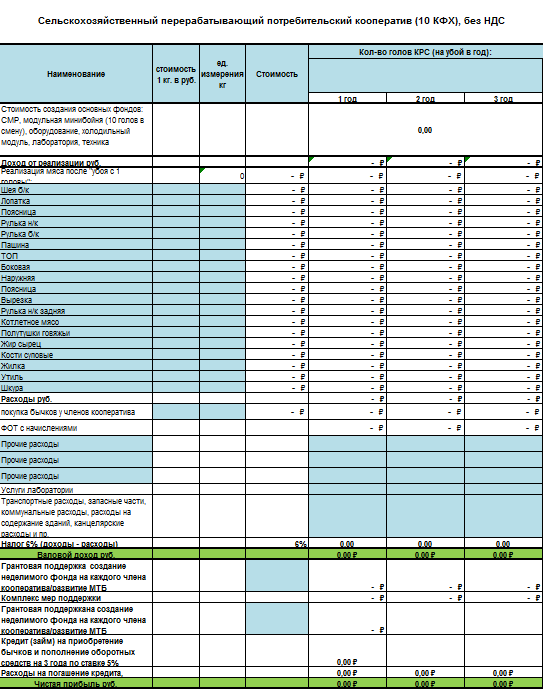 Сельскохозяйственный перерабатывающий потребительский кооператив (10 КФХ), без НДС
Наименование
стоимость
1 кг. в руб.
ед.
измерения
кг
Стоимость
Кол-во голов КРС (на убой в год):
1 год 2 год 3 год
Стоимость создания основных фондов:
СМР, модульная минибойня (10 голов в
смену), оборудование, холодильный
модуль, лаборатория, техника
0,00
Доход от реализации руб. - ₽ - ₽ - ₽
Реализация мяса после "убоя с 1
головы": 0 - ₽ - ₽ - ₽ - ₽
Шея б/к - ₽ - ₽ - ₽ - ₽
Лопатка - ₽ - ₽ - ₽ - ₽
Поясница - ₽ - ₽ - ₽ - ₽
Рулька н/к - ₽ - ₽ - ₽ - ₽
Рулька б/к - ₽ - ₽ - ₽ - ₽
Пашина - ₽ - ₽ - ₽ - ₽
ТОП - ₽ - ₽ - ₽ - ₽
Боковая - ₽ - ₽ - ₽ - ₽
Наружняя - ₽ - ₽ - ₽ - ₽
Поясница - ₽ - ₽ - ₽ - ₽
Вырезка - ₽ - ₽ - ₽ - ₽
Рулька н/к задняя - ₽ - ₽ - ₽ - ₽
Котлетное мясо - ₽ - ₽ - ₽ - ₽
Полутушки говяжьи - ₽ - ₽ - ₽ - ₽
Жир сырец - ₽ - ₽ - ₽ - ₽
Кости суповые - ₽ - ₽ - ₽ - ₽
Жилка - ₽ - ₽ - ₽ - ₽
Утиль - ₽ - ₽ - ₽ - ₽
Шкура - ₽ - ₽ - ₽ - ₽
Расходы руб. - ₽ - ₽ - ₽
покупка бычков у членов кооператива - ₽ - ₽ - ₽ - ₽
ФОТ с начислениями - ₽ - ₽ - ₽
Прочие расходы
Прочие расходы
Прочие расходы
Услуги лаборатории
Транспортные расходы, запасные части,
коммунальные расходы, расходы на
содержание зданий, канцелярские
расходы и пр.
Налог 6% (доходы - расходы) 6% 0,00 0,00 0,00
Валовой доход руб. 0,00 ₽ 0,00 ₽ 0,00 ₽
Грантовая поддержка создание
неделимого фонда на каждого члена
кооператива/развитие МТБ - ₽ - ₽ - ₽
Комплекс мер поддержки - ₽ - ₽ - ₽
Грантовая поддержкана создание
неделимого фонда на каждого члена
кооператива/развитие МТБ - ₽
Кредит (займ) на приобретение
бычков и пополнение оборотных
средств на 3 года по ставке 5% 0,00 ₽
Расходы на погашение кредита, 0,00 ₽ 0,00 ₽ 0,00 ₽
Чистая прибыль руб. 0,00 ₽ 0,00 ₽ 0,00 ₽